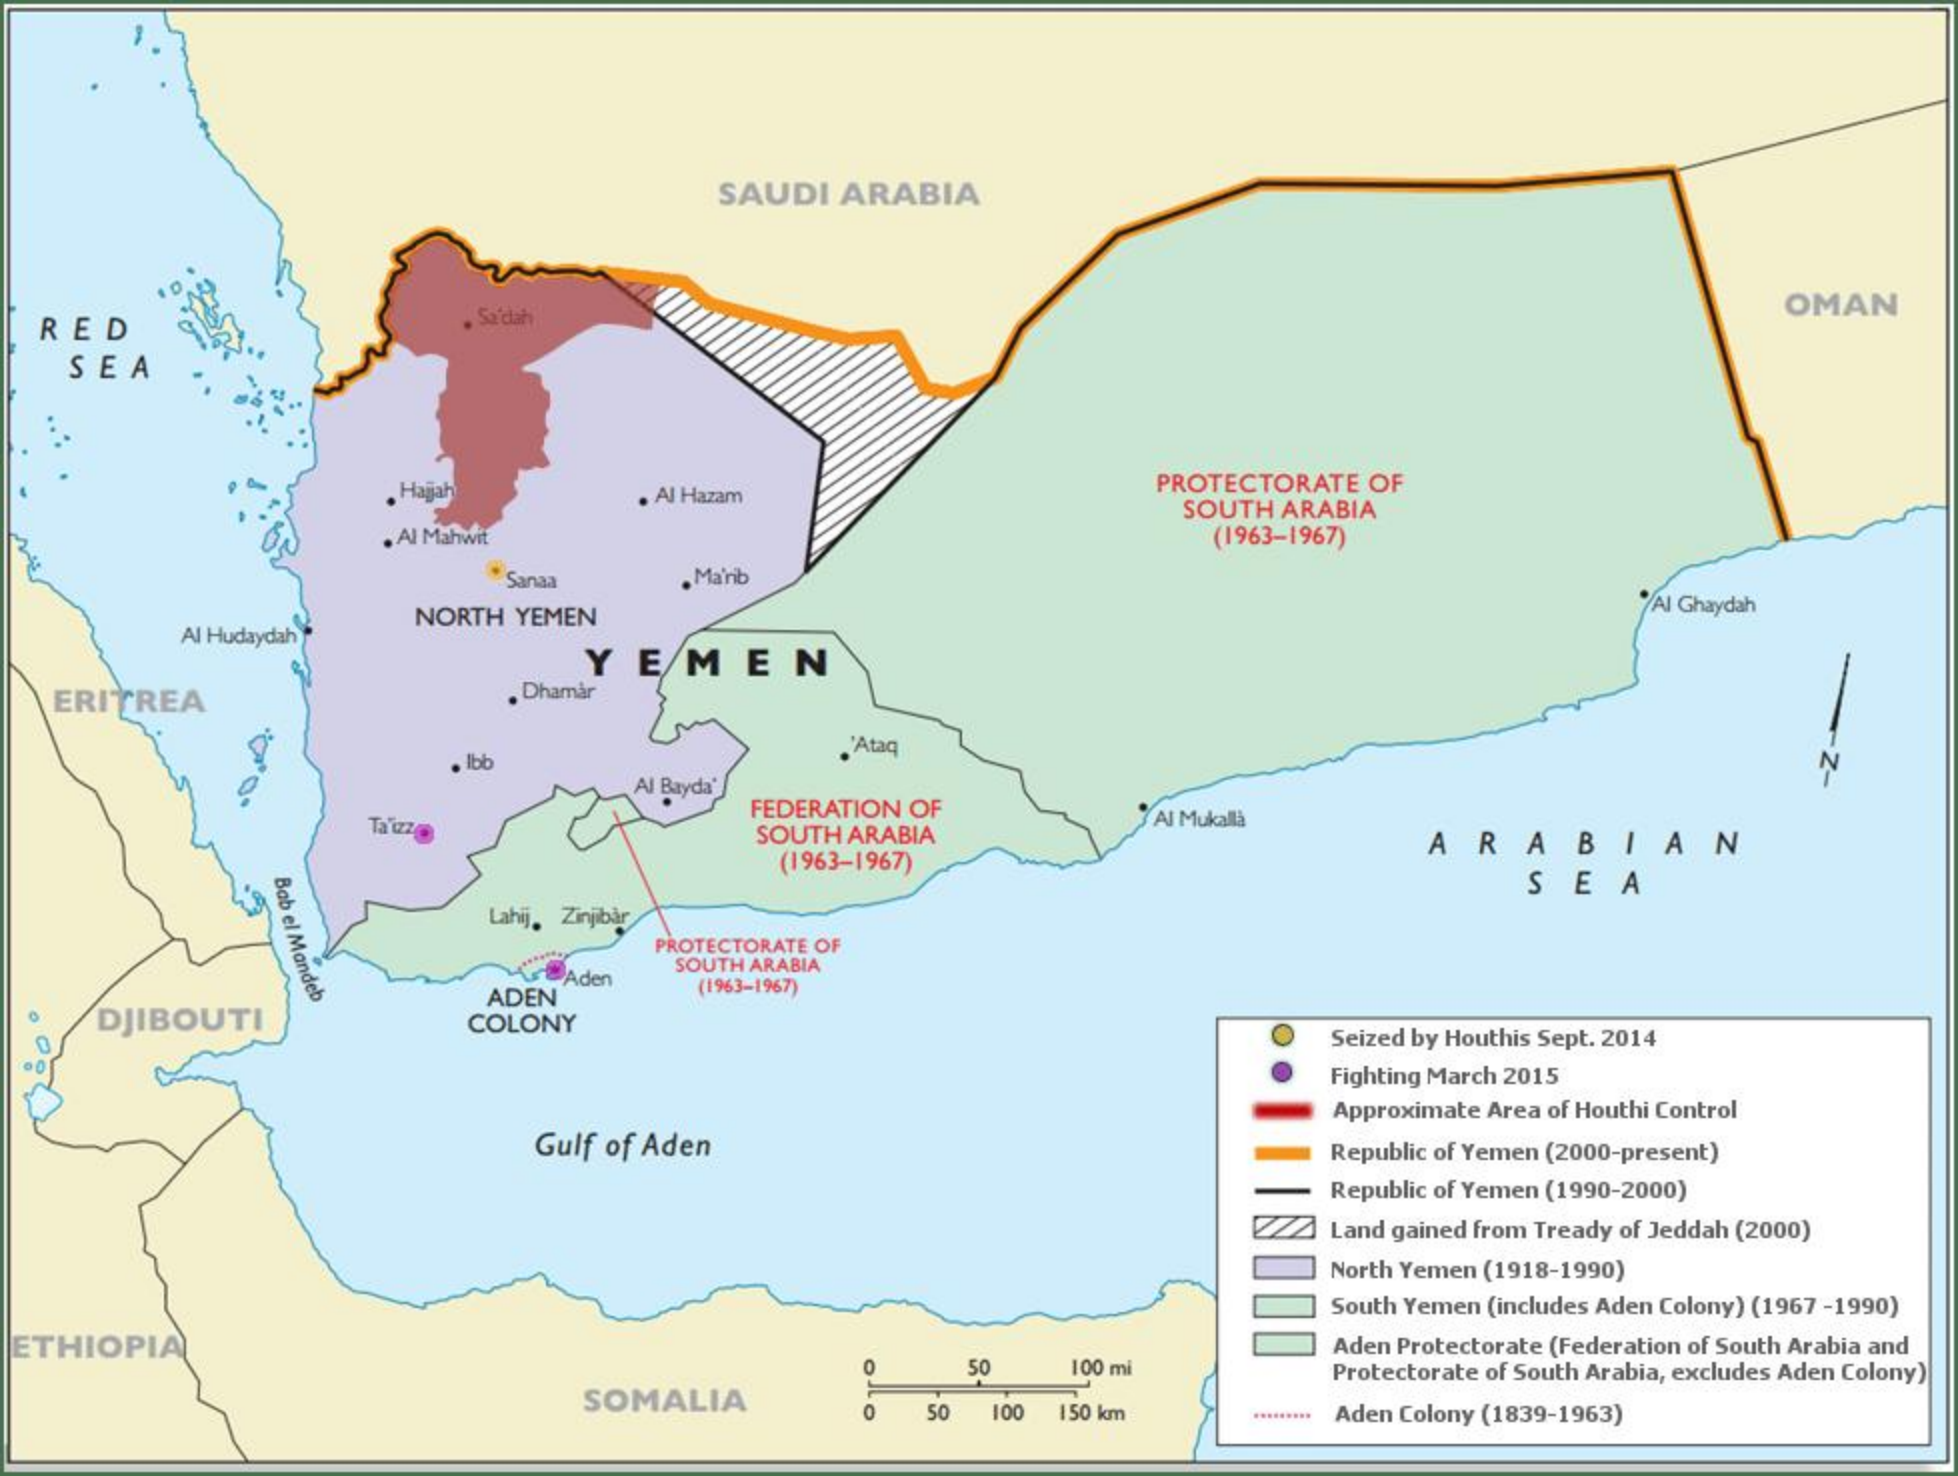 SAUDI ARABIA
OMAN
RED
SEA
Sa'dah
PROTECTORATE OF
SOUTH ARABIA
(1963–1967)
Hajjah
Al Hazam
Al Mahwit
Sanaa
Ma'rib
NORTH YEMEN
Al Hudaydah
Al Ghaydah
YEMEN
ERITREA
Dhamàr
'Ataq
Ibb
Al Bayda'
N
Ta'izz
FEDERATION OF
SOUTH ARABIA
(1963–1967)
Al Mukallà
ARABIAN
SEA
Bab el Mandeb
Lahij
Zinjibàr
PROTECTORATE OF
SOUTH ARABIA
(1963–1967)
Aden
ADEN
COLONY
DJIBOUTI
Gulf of Aden
ETHIOPIA
SOMALIA
0 50 100 mi
0 50 100 150 km
Seized by Houthis Sept. 2014
Fighting March 2015
Approximate Area of Houthi Control
Republic of Yemen (2000-present)
Republic of Yemen (1990-2000)
Land gained from Tready of Jeddah (2000)
North Yemen (1918-1990)
South Yemen (includes Aden Colony) (1967 -1990)
Aden Protectorate (Federation of South Arabia and
Protectorate of South Arabia, excludes Aden Colony)
Aden Colony (1839-1963)